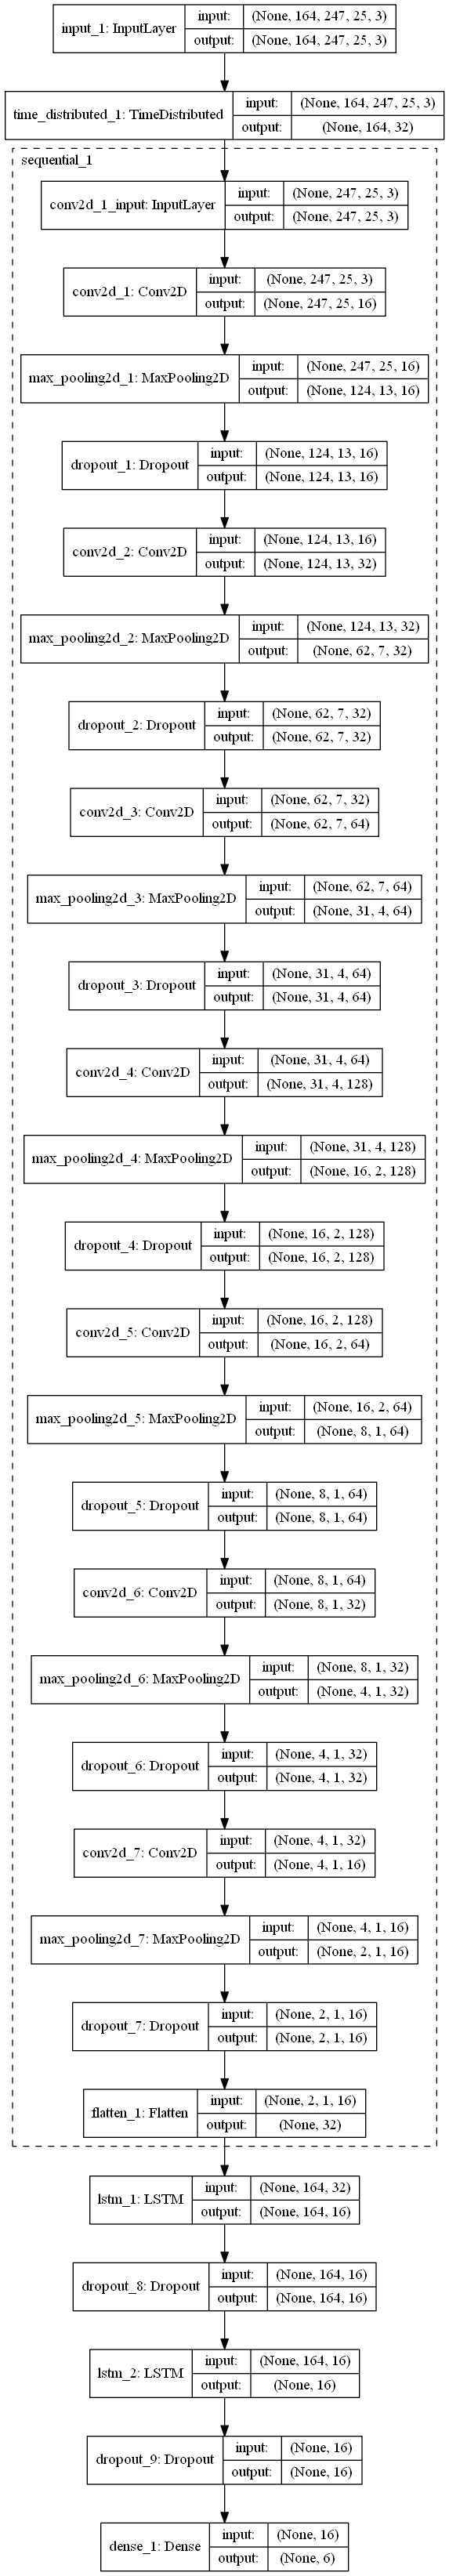 input_1: InputLayer
input: (None, 164, 247, 25, 3)
output: (None, 164, 247, 25, 3)
time_distributed_1: TimeDistributed
input: (None, 164, 247, 25, 3)
output: (None, 164, 32)
sequential_1
conv2d_1_input: InputLayer
input: (None, 247, 25, 3)
output: (None, 247, 25, 3)
conv2d_1: Conv2D
input: (None, 247, 25, 3)
output: (None, 247, 25, 16)
max_pooling2d_1: MaxPooling2D
input: (None, 247, 25, 16)
output: (None, 124, 13, 16)
dropout_1: Dropout
input: (None, 124, 13, 16)
output: (None, 124, 13, 16)
conv2d_2: Conv2D
input: (None, 124, 13, 16)
output: (None, 124, 13, 32)
max_pooling2d_2: MaxPooling2D
input: (None, 124, 13, 32)
output: (None, 62, 7, 32)
dropout_2: Dropout
input: (None, 62, 7, 32)
output: (None, 62, 7, 32)
conv2d_3: Conv2D
input: (None, 62, 7, 32)
output: (None, 62, 7, 64)
max_pooling2d_3: MaxPooling2D
input: (None, 62, 7, 64)
output: (None, 31, 4, 64)
dropout_3: Dropout
input: (None, 31, 4, 64)
output: (None, 31, 4, 64)
conv2d_4: Conv2D
input: (None, 31, 4, 64)
output: (None, 31, 4, 128)
max_pooling2d_4: MaxPooling2D
input: (None, 31, 4, 128)
output: (None, 16, 2, 128)
dropout_4: Dropout
input: (None, 16, 2, 128)
output: (None, 16, 2, 128)
conv2d_5: Conv2D
input: (None, 16, 2, 128)
output: (None, 16, 2, 64)
max_pooling2d_5: MaxPooling2D
input: (None, 16, 2, 64)
output: (None, 8, 1, 64)
dropout_5: Dropout
input: (None, 8, 1, 64)
output: (None, 8, 1, 64)
conv2d_6: Conv2D
input: (None, 8, 1, 64)
output: (None, 8, 1, 32)
max_pooling2d_6: MaxPooling2D
input: (None, 8, 1, 32)
output: (None, 4, 1, 32)
dropout_6: Dropout
input: (None, 4, 1, 32)
output: (None, 4, 1, 32)
conv2d_7: Conv2D
input: (None, 4, 1, 32)
output: (None, 4, 1, 16)
max_pooling2d_7: MaxPooling2D
input: (None, 4, 1, 16)
output: (None, 2, 1, 16)
dropout_7: Dropout
input: (None, 2, 1, 16)
output: (None, 2, 1, 16)
flatten_1: Flatten
input: (None, 2, 1, 16)
output: (None, 32)
lstm_1: LSTM
input: (None, 164, 32)
output: (None, 164, 16)
dropout_8: Dropout
input: (None, 164, 16)
output: (None, 164, 16)
lstm_2: LSTM
input: (None, 164, 16)
output: (None, 16)
dropout_9: Dropout
input: (None, 16)
output: (None, 16)
dense_1: Dense
input: (None, 16)
output: (None, 6)